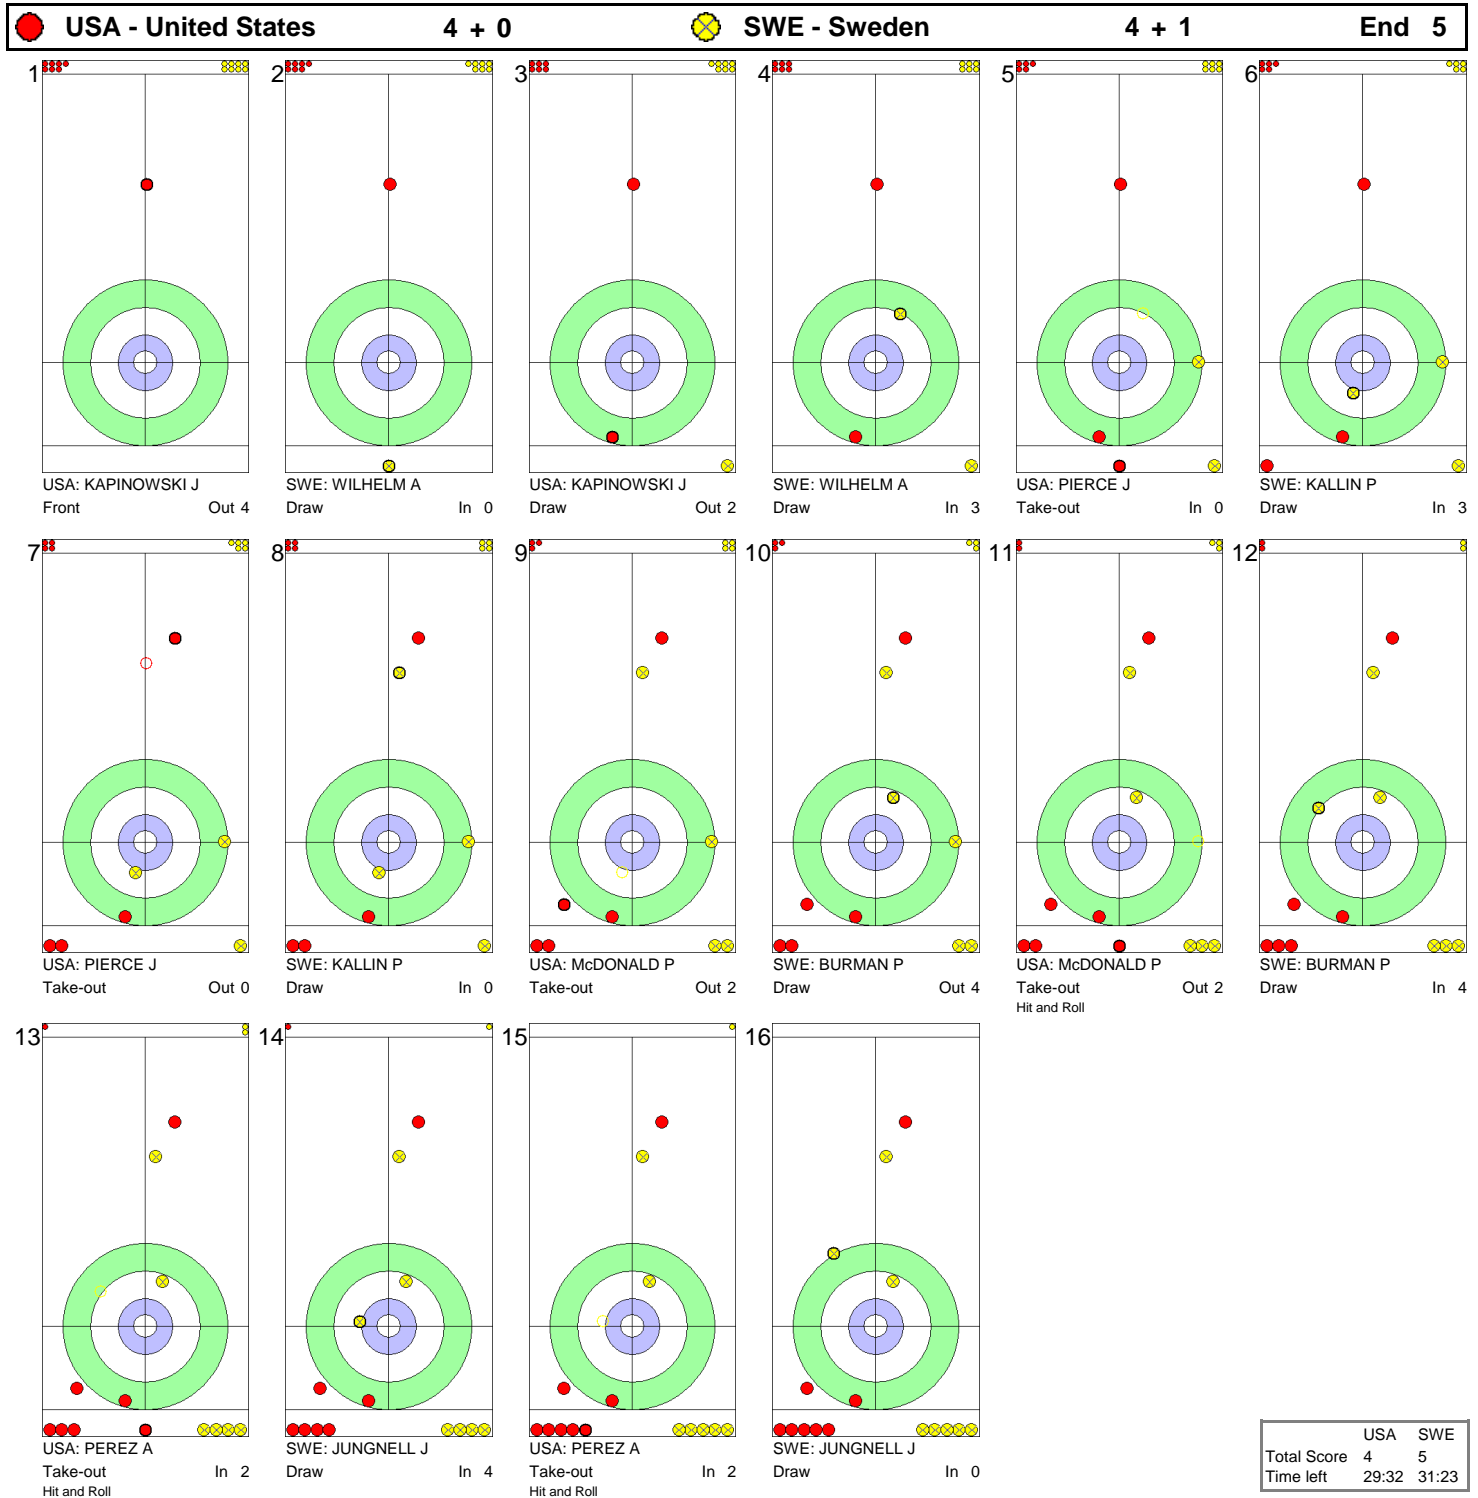 USA - United States 4 + 0 SWE - Sweden 4 + 1 End 5
1 2 3 4 5 6
USA: KAPINOWSKI J SWE: WILHELM A USA: KAPINOWSKI J SWE: WILHELM A USA: PIERCE J SWE: KALLIN P
Front Out 4 Draw In 0 Draw Out 2 Draw In 3 Take-out In 0 Draw In 3
7 8 9 10 11 12
USA: PIERCE J SWE: KALLIN P USA: McDONALD P SWE: BURMAN P USA: McDONALD P SWE: BURMAN P
Take-out Out 0 Draw In 0 Take-out Out 2 Draw Out 4 Take-out Out 2 Draw In 4
Hit and Roll
13 14 15 16
USA: PEREZ A SWE: JUNGNELL J USA: PEREZ A SWE: JUNGNELL J
Take-out In 2 Draw In 4 Take-out In 2 Draw In 0
Hit and Roll Hit and Roll
USA SWE
Total Score 4 5
Time left 29:32 31:23